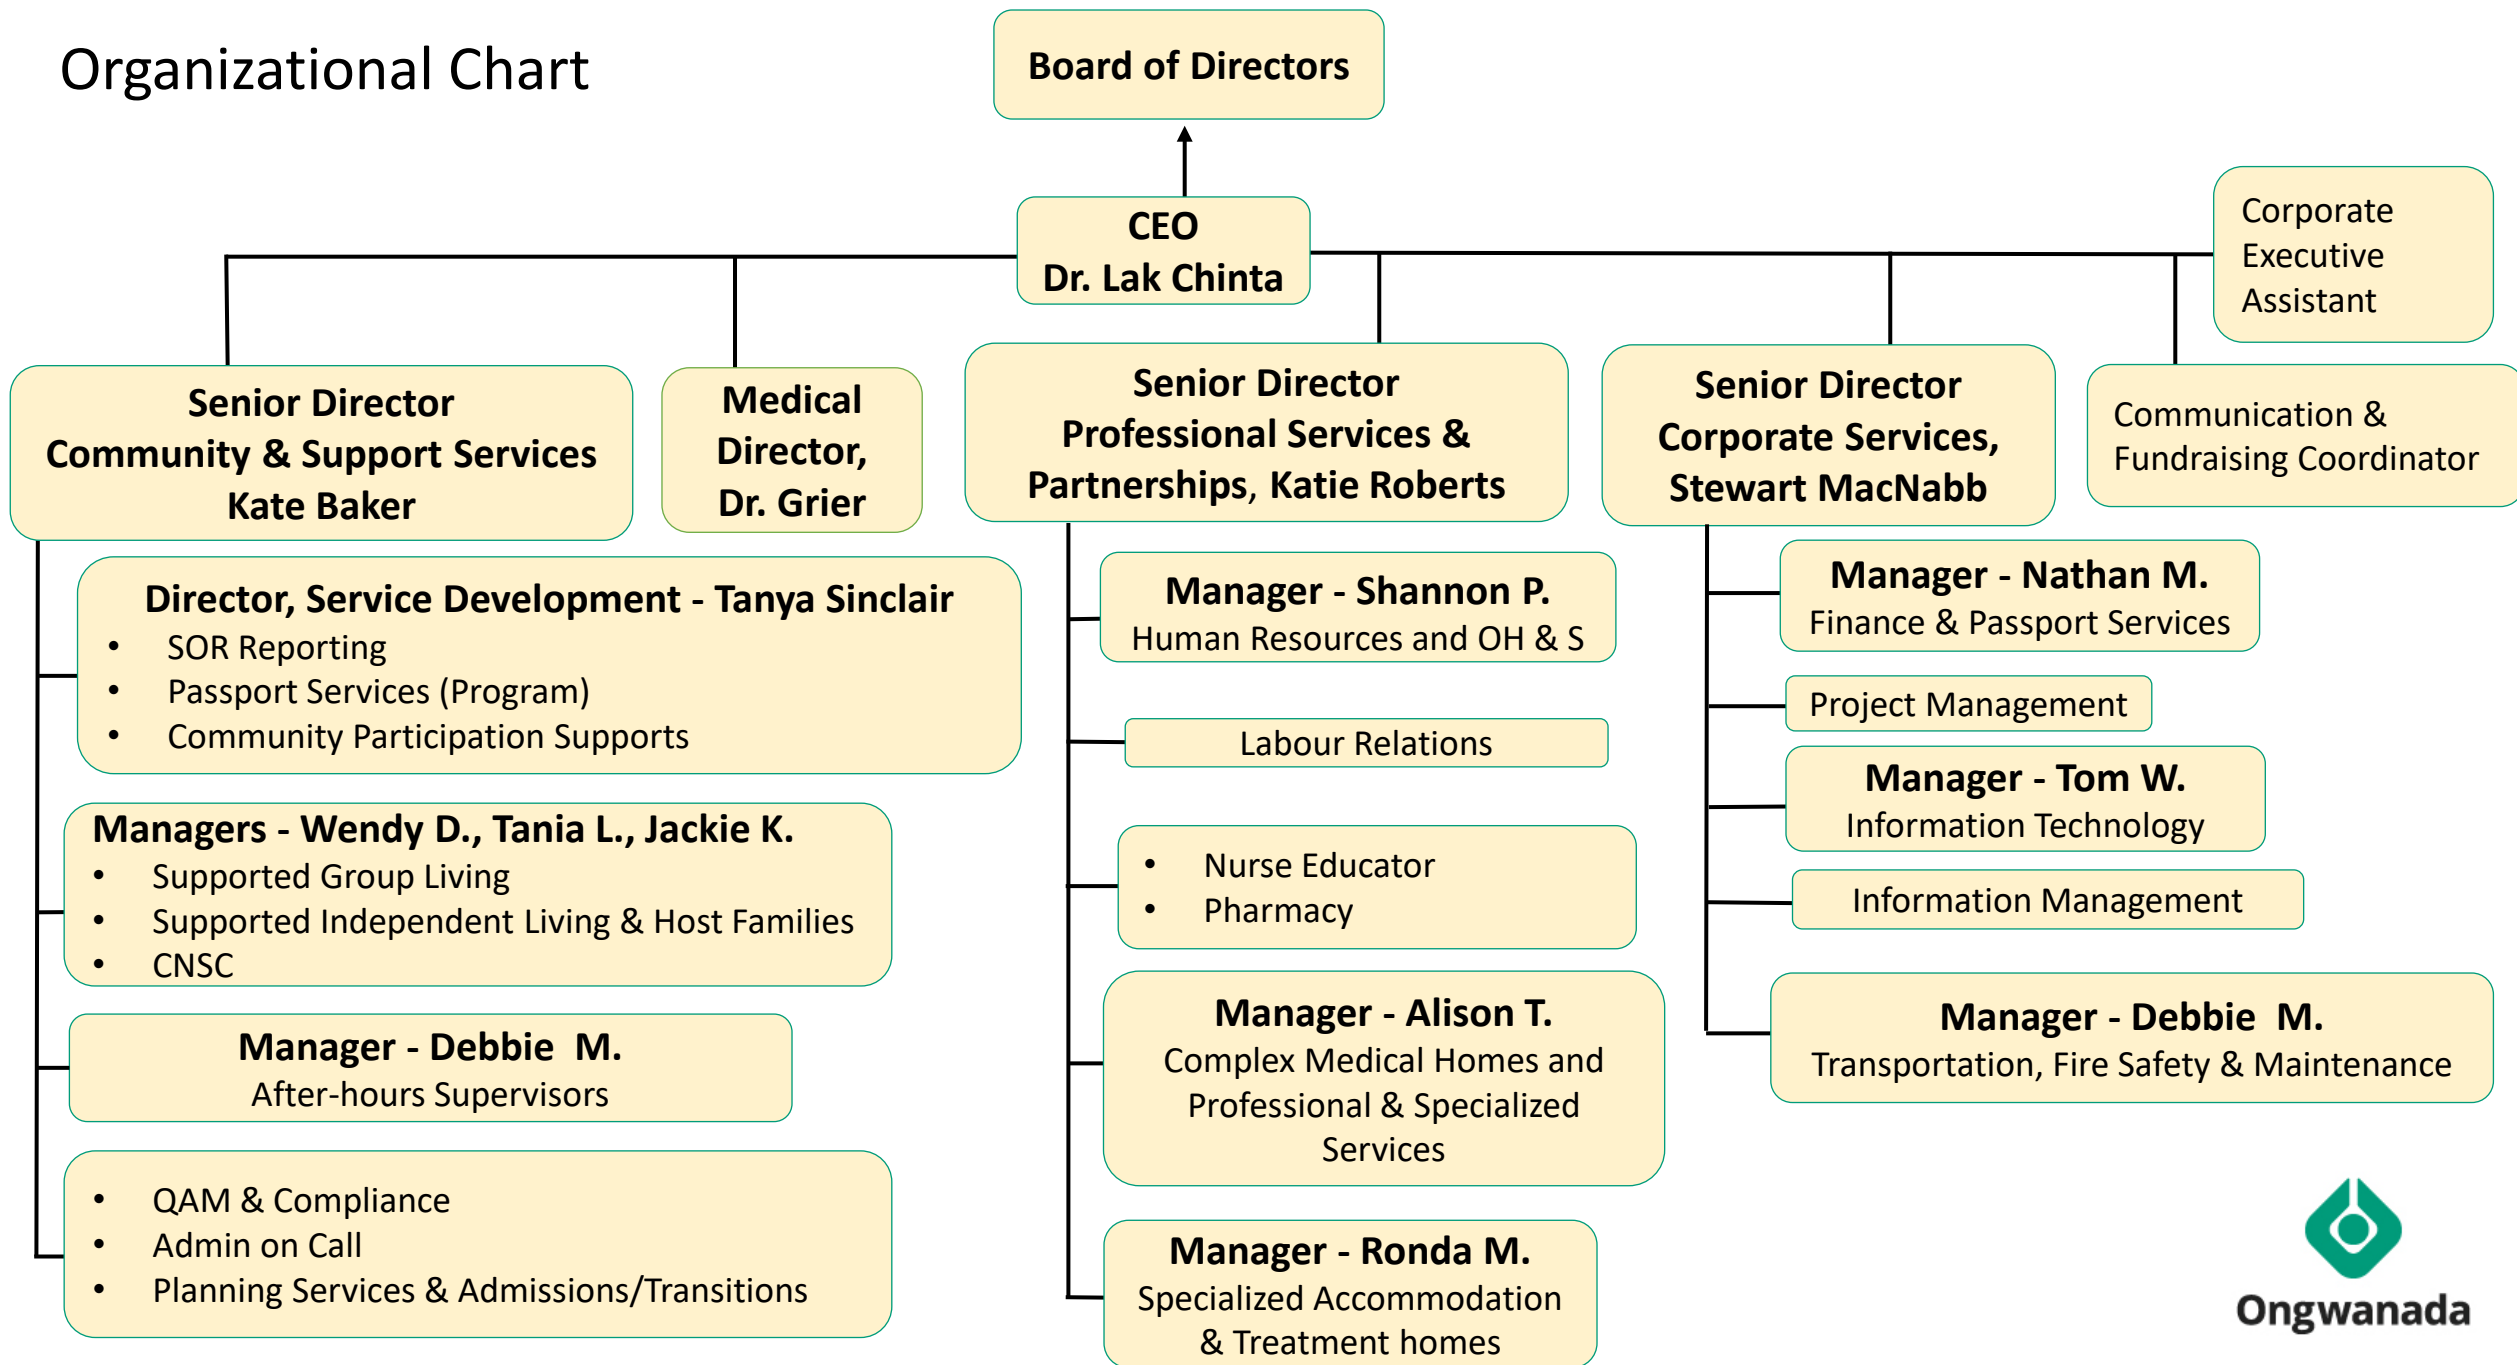 Organizational Chart
Board of Directors
CEO
Dr. Lak Chinta
Corporate
Executive
Assistant
Senior Director
Community & Support Services
Kate Baker
Medical
Director,
Dr. Grier
Senior Director
Professional Services &
Partnerships, Katie Roberts
Senior Director
Corporate Services,
Stewart MacNabb
Communication &
Fundraising Coordinator
Director, Service Development - Tanya Sinclair
• SOR Reporting
• Passport Services (Program)
• Community Participation Supports
Managers - Wendy D., Tania L., Jackie K.
• Supported Group Living
• Supported Independent Living & Host Families
• CNSC
Manager - Debbie  M.
After-hours Supervisors
• QAM & Compliance
• Admin on Call
• Planning Services & Admissions/Transitions
Manager - Shannon P.
Human Resources and OH & S
Labour Relations
• Nurse Educator
• Pharmacy
Manager - Alison T.
Complex Medical Homes and
Professional & Specialized
Services
Manager - Ronda M.
Specialized Accommodation
& Treatment homes
Manager - Nathan M.
Finance & Passport Services
Project Management
Manager - Tom W.
Information Technology
Information Management
Manager - Debbie  M.
Transportation, Fire Safety & Maintenance
Ongwanada